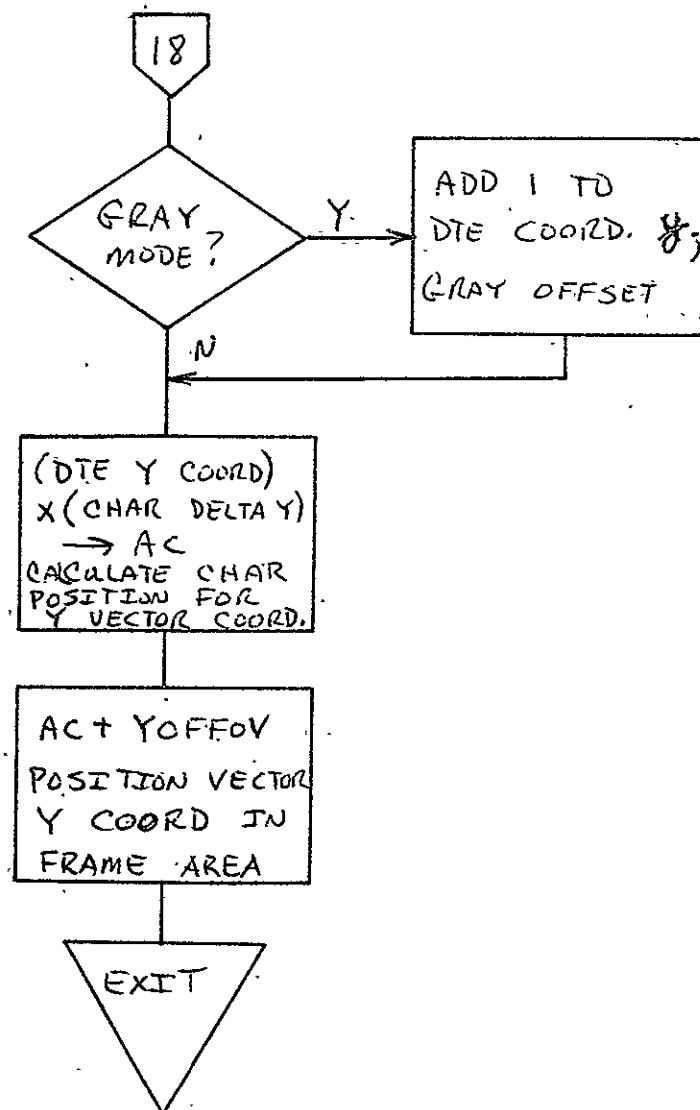 18
GRAY
MODE?
Y
ADD 1 TO
DTE COORD. Y;
GRAY OFFSET
N
(DTE Y COORD)
X (CHAR DELTA Y)
→ AC
CALCULATE CHAR
POSITION FOR
Y VECTOR COORD.
AC + YOFFOV
POSITION VECTOR
Y COORD IN
FRAME AREA
EXIT